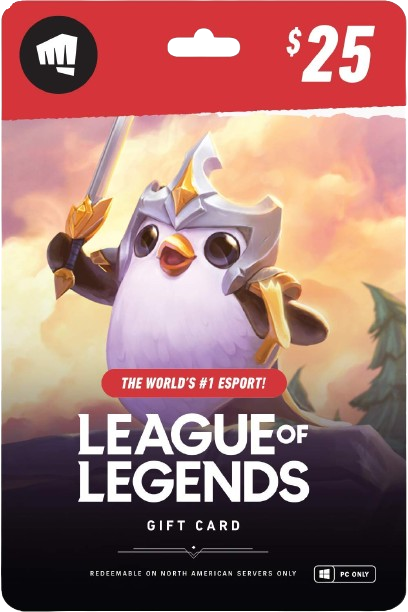 $25
THE WORLD'S #1 ESPORT!
LEAGUE OF
LEGENDS
GIFT CARD
REDEEMABLE ON NORTH AMERICAN SERVERS ONLY
PC ONLY